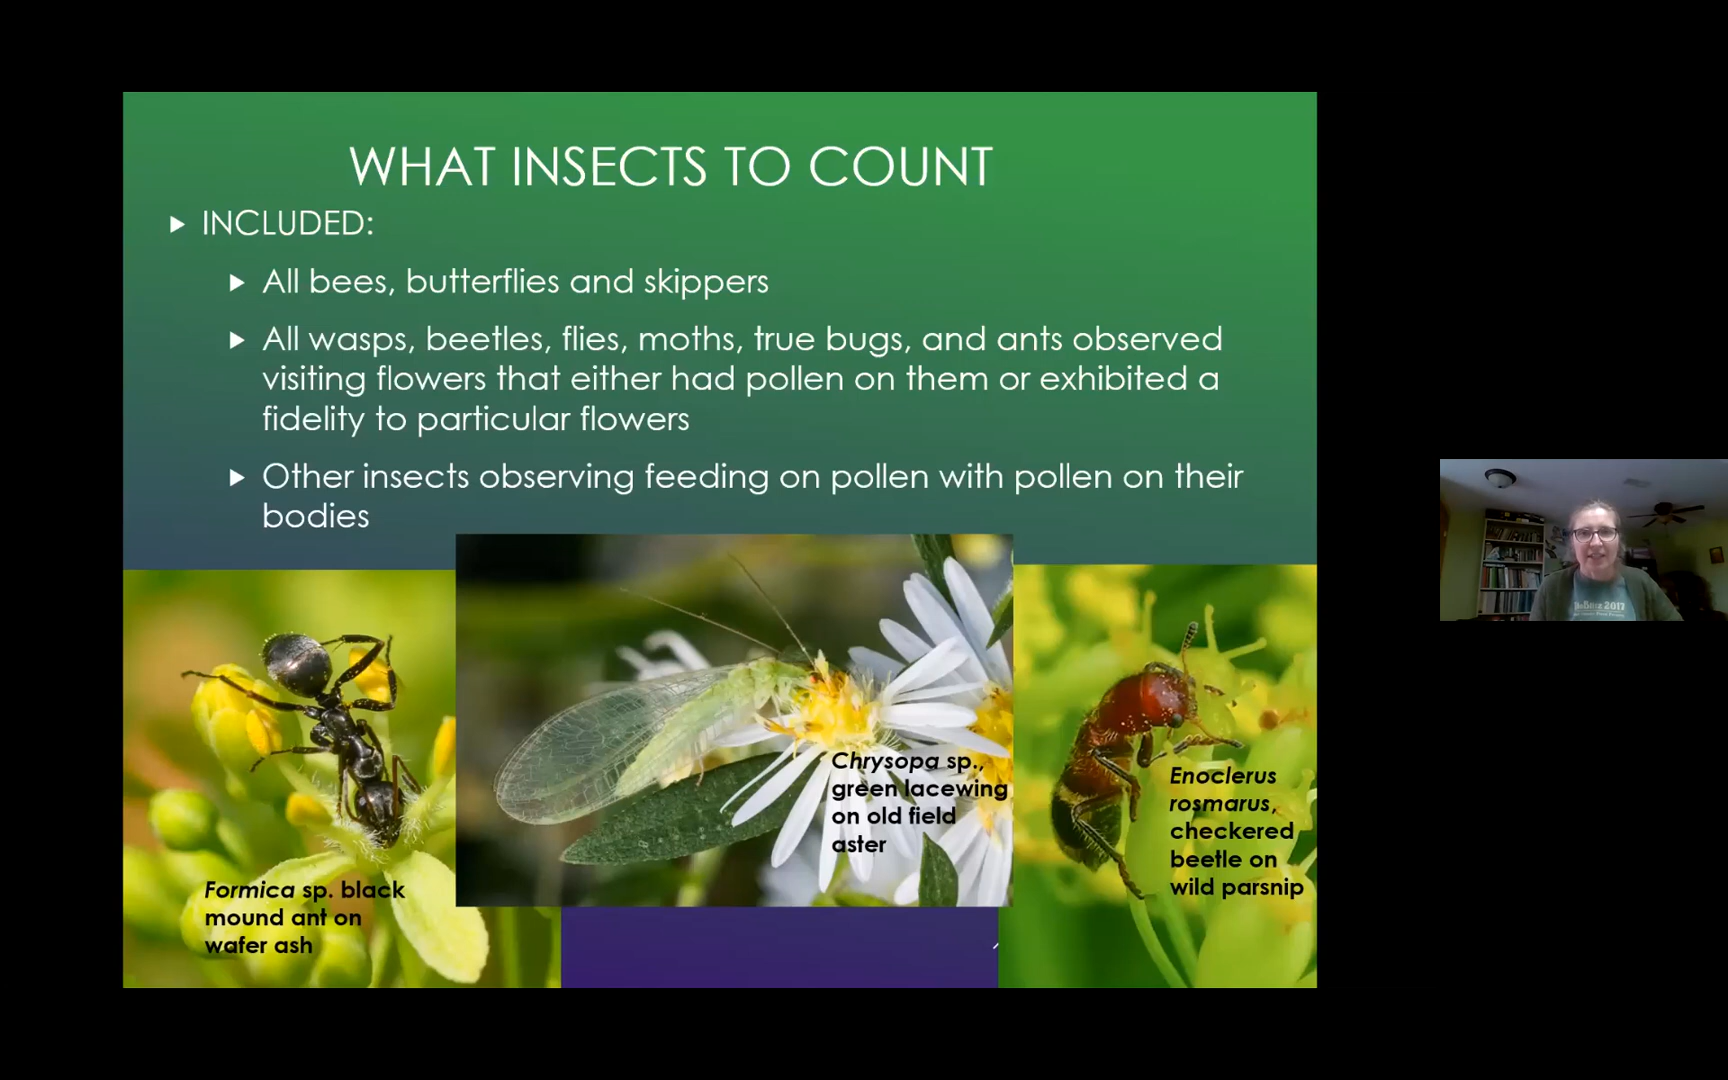 WHAT INSECTS TO COUNT
INCLUDED:
All bees, butterflies and skippers
All wasps, beetles, flies, moths, true bugs, and ants observed
visiting flowers that either had pollen on them or exhibited a
fidelity to particular flowers
Other insects observing feeding on pollen with pollen on their
bodies
Chrysopa sp.,
green lacewing
on old field
aster
Enoclerus
rosmarus,
checkered
beetle on
wild parsnip
Formica sp. black
mound ant on
wafer ash